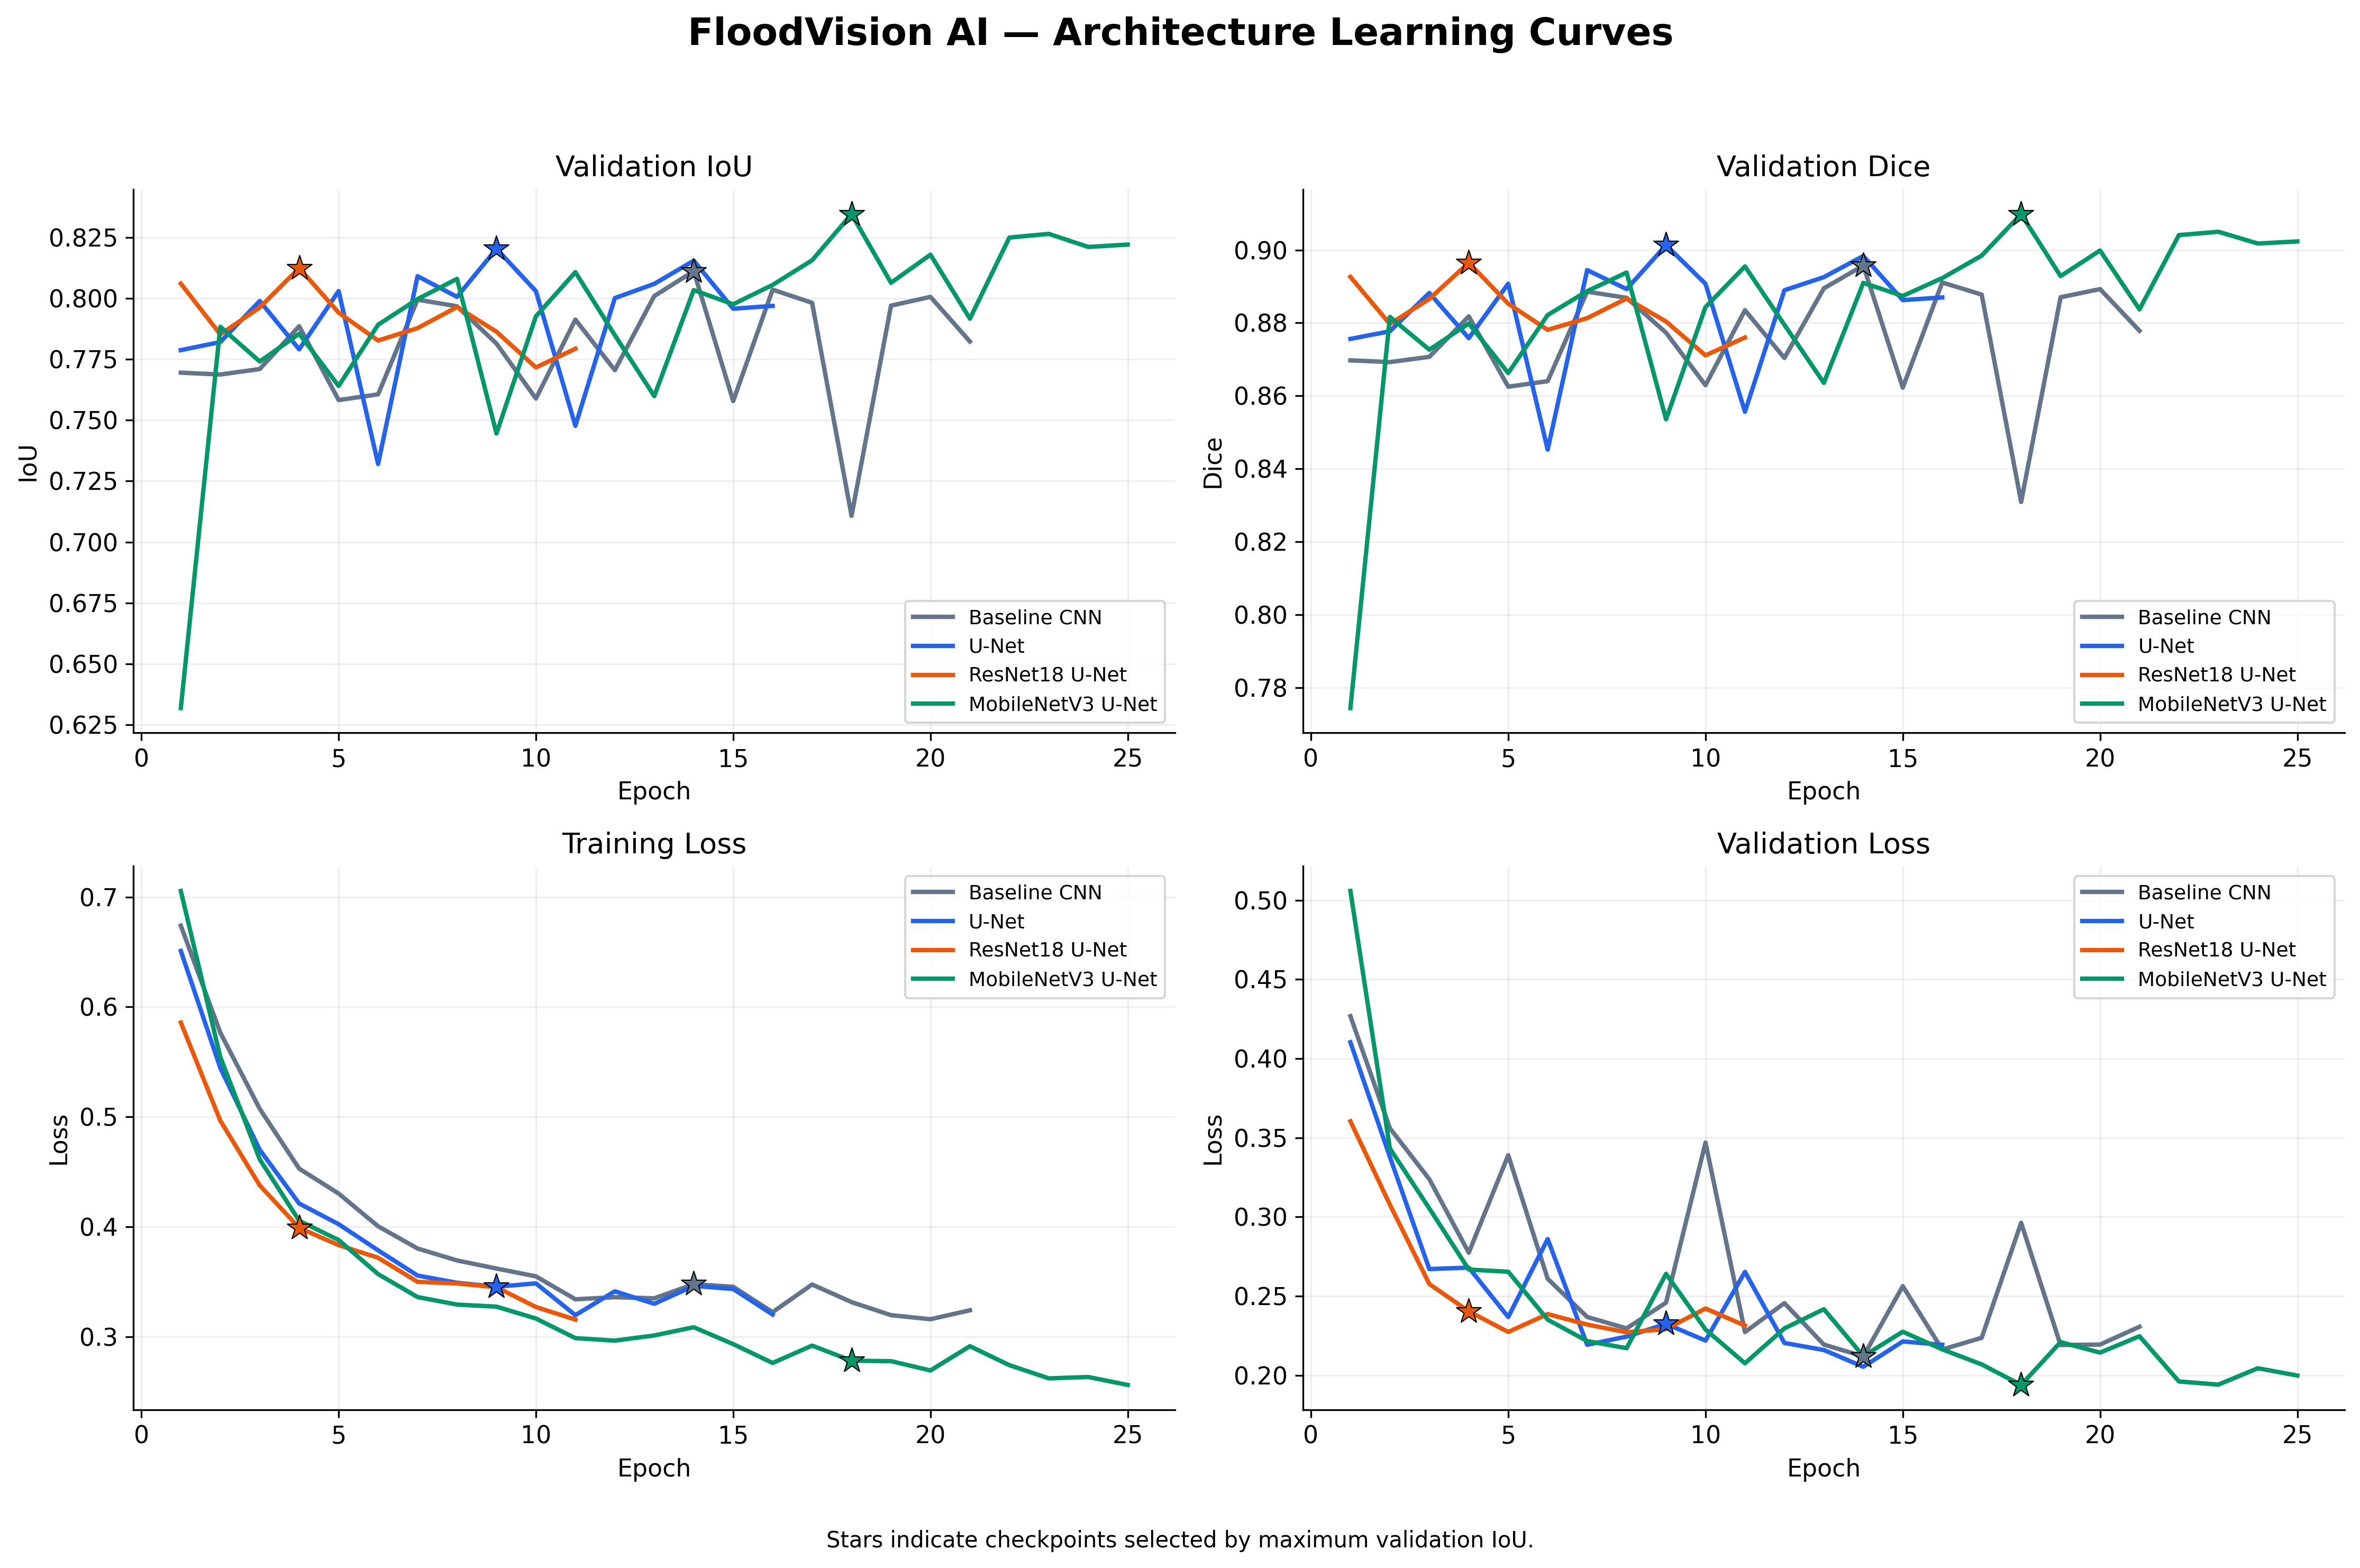 FloodVision AI — Architecture Learning Curves
Validation IoU
IoU
0.825
0.800
0.775
0.750
0.725
0.700
0.675
0.650
0.625
0
5
10
15
20
25
Epoch
Baseline CNN
U-Net
ResNet18 U-Net
MobileNetV3 U-Net
Validation Dice
Dice
0.90
0.88
0.86
0.84
0.82
0.80
0.78
0
5
10
15
20
25
Epoch
Baseline CNN
U-Net
ResNet18 U-Net
MobileNetV3 U-Net
Training Loss
Loss
0.7
0.6
0.5
0.4
0.3
0
5
10
15
20
25
Epoch
Baseline CNN
U-Net
ResNet18 U-Net
MobileNetV3 U-Net
Validation Loss
Loss
0.50
0.45
0.40
0.35
0.30
0.25
0.20
0
5
10
15
20
25
Epoch
Baseline CNN
U-Net
ResNet18 U-Net
MobileNetV3 U-Net
Stars indicate checkpoints selected by maximum validation IoU.